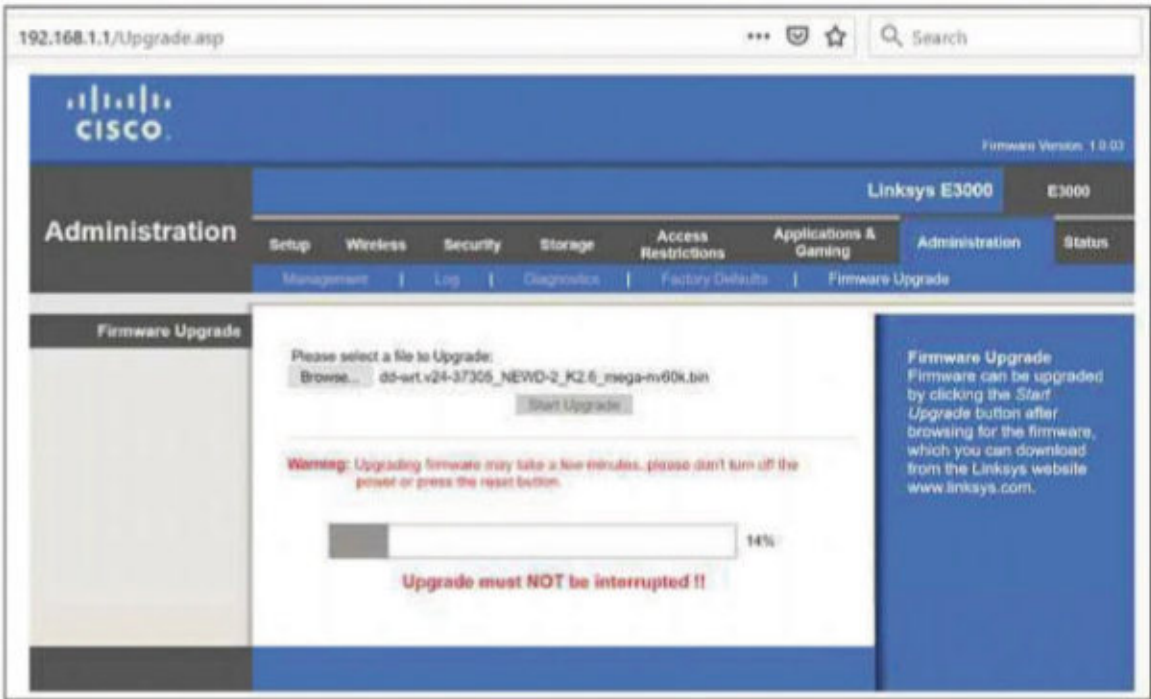 192.168.1.1/Upgrade.asp
Search
CISCO
Firmware Version: 1.0.03
Linksys E3000
E3000
Administration
Setup
Wireless
Security
Storage
Access Restrictions
Applications & Gaming
Administration
Status
Management | Log | Diagnostics | Factory Defaults | Firmware Upgrade
Firmware Upgrade
Please select a file to Upgrade:
Browse... dd-wrt.v24-37305_NEWD-2_K2.6_mega-nv60k.bin
Start Upgrade
Warning: Upgrading firmware may take a few minutes, please don't turn off the
power or press the reset button.
14%
Upgrade must NOT be interrupted !!
Firmware Upgrade
Firmware can be upgraded
by clicking the Start
Upgrade button after
browsing for the firmware,
which you can download
from the Linksys website
www.linksys.com.